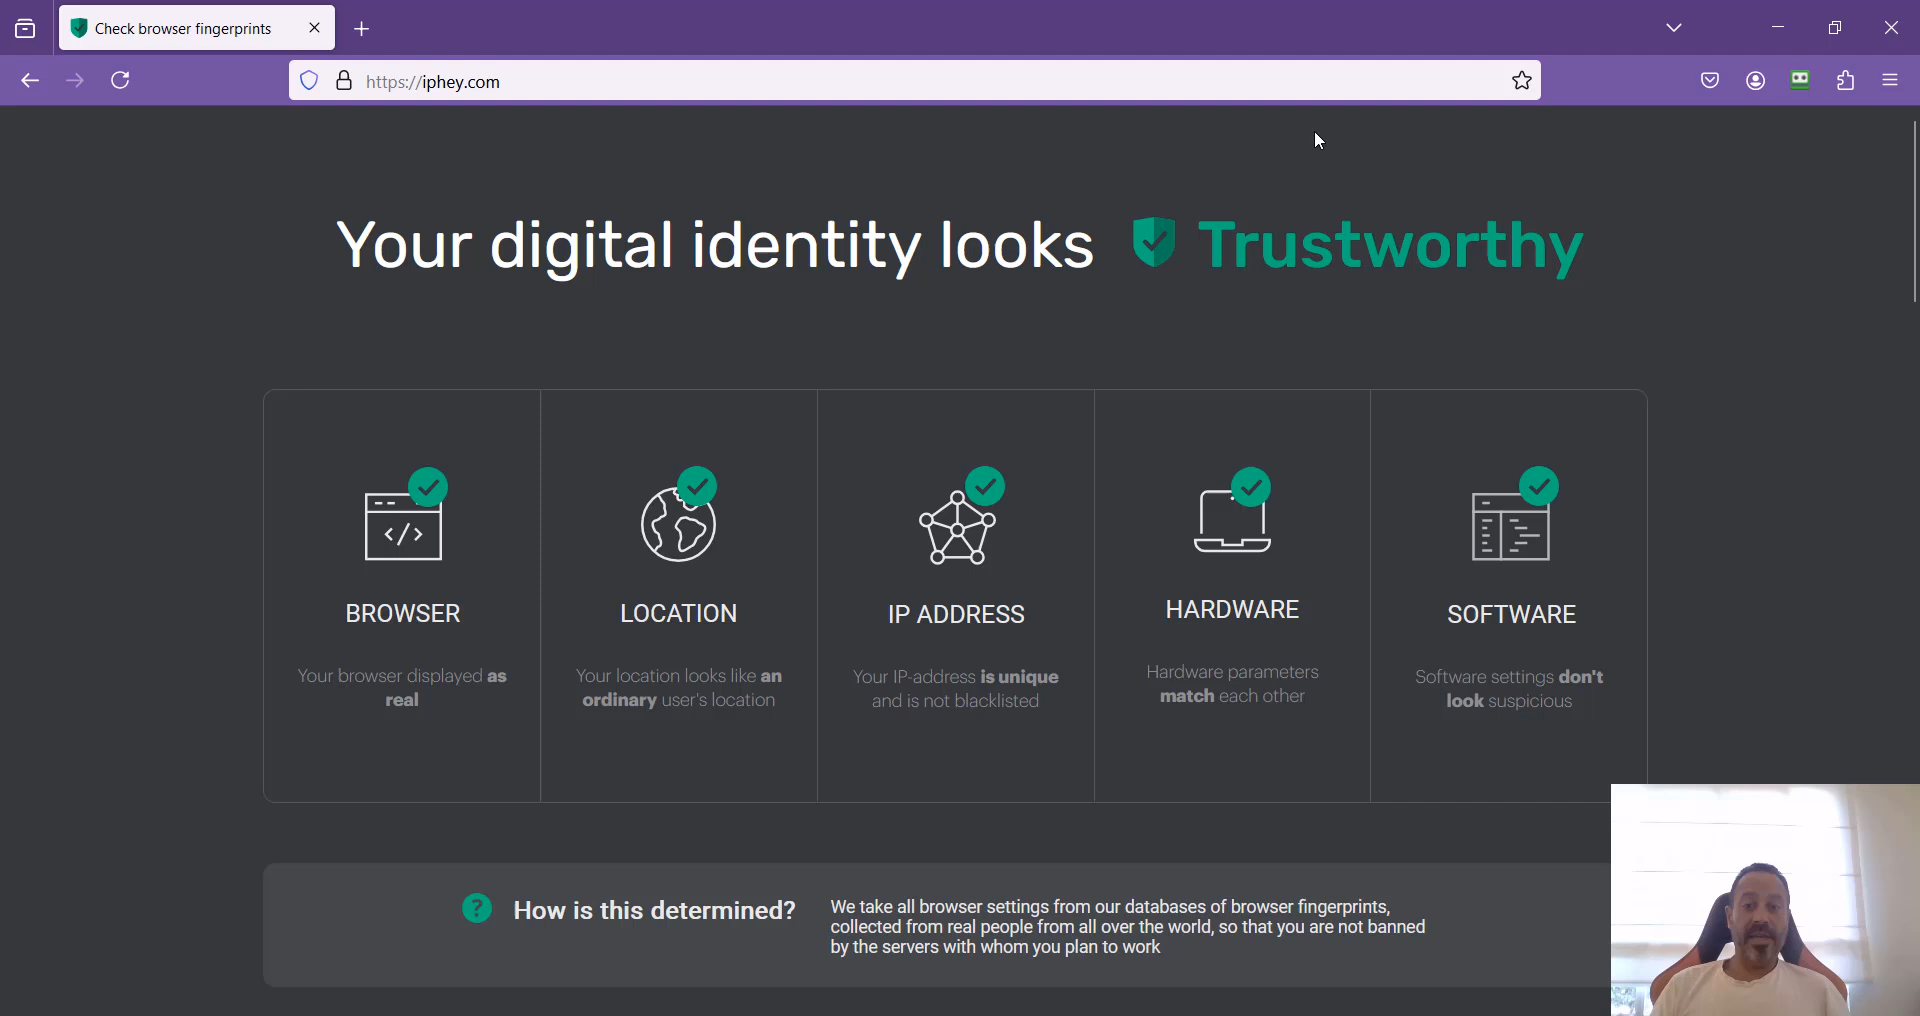 Check browser fingerprints
https://iphey.com
Your digital identity looks Trustworthy
BROWSER
Your browser displayed as
real
LOCATION
Your location looks like an
ordinary user's location
IP ADDRESS
Your IP-address is unique
and is not blacklisted
HARDWARE
Hardware parameters
match each other
SOFTWARE
Software settings don't
look suspicious
? How is this determined?
We take all browser settings from our databases of browser fingerprints,
collected from real people from all over the world, so that you are not banned
by the servers with whom you plan to work